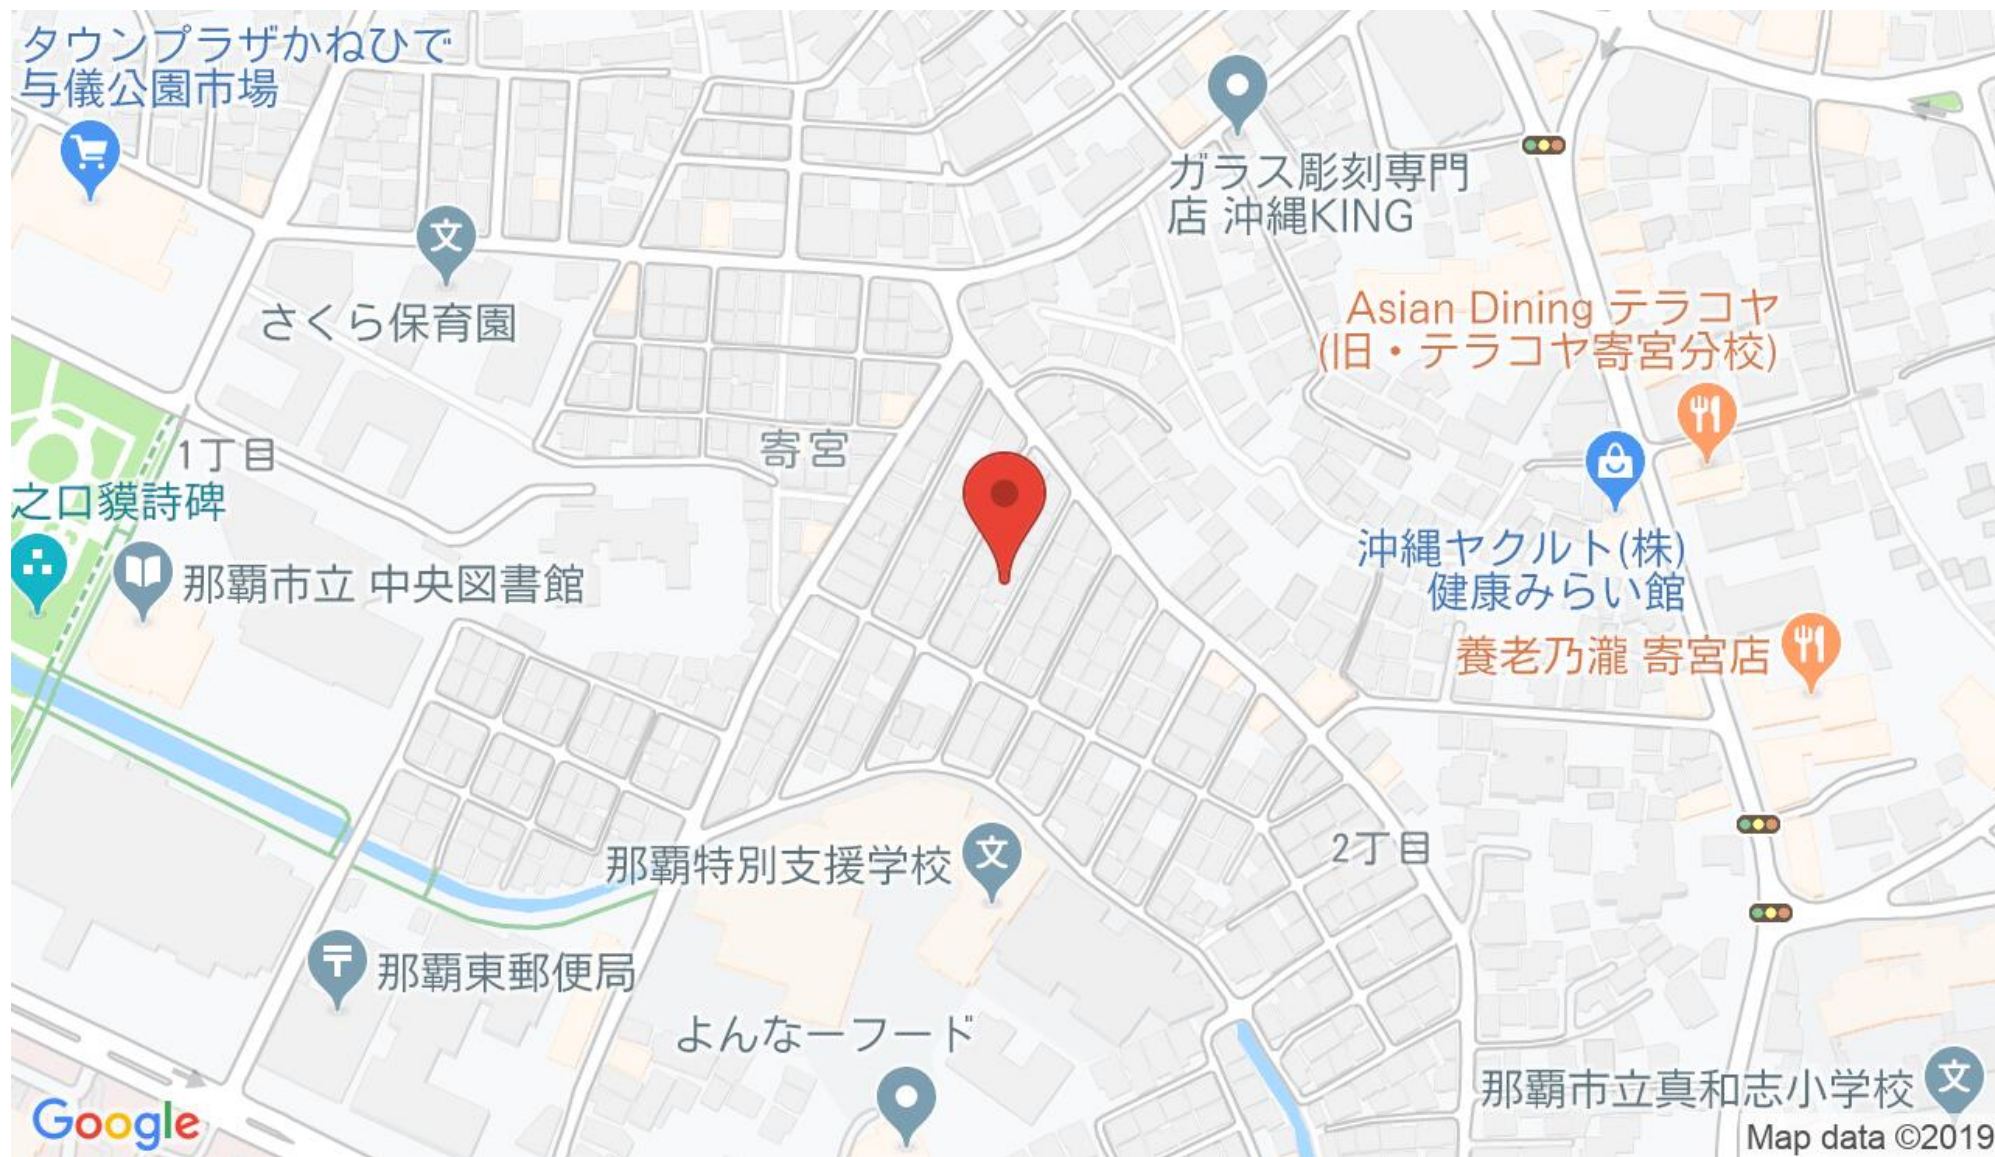 タウンプラザかねひで
与儀公園市場
ガラス彫刻専門
店 沖縄KING
文
さくら保育園
Asian Dining テラコヤ
(旧・テラコヤ寄宮分校)
1丁目
寄宮
之口貘詩碑
那覇市立 中央図書館
沖縄ヤクルト(株)
健康みらい館
養老乃瀧 寄宮店
2丁目
那覇特別支援学校
文
那覇東郵便局
よんなーフード
那覇市立真和志小学校
文
Google
Map data ©2019